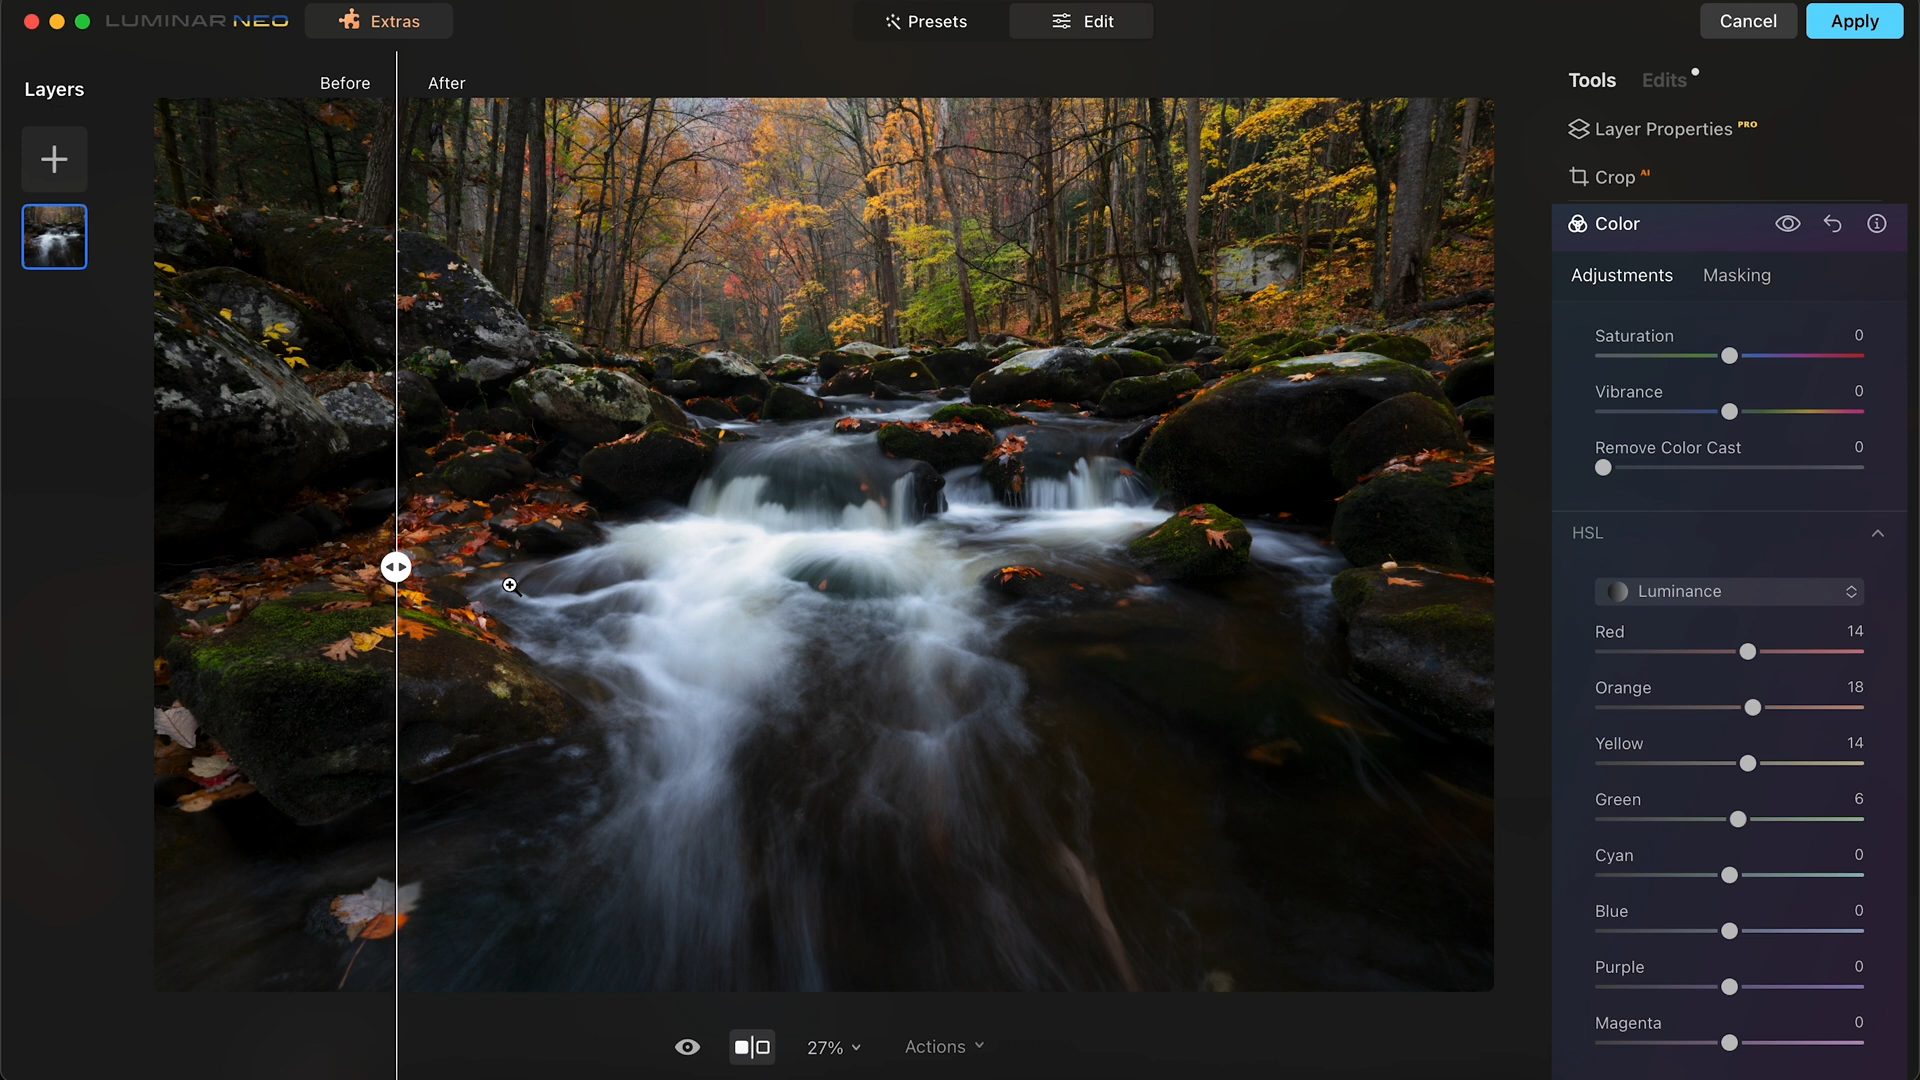 LUMINAR NEO
Extras
Presets
Edit
Cancel
Apply
Layers
Before
After
Tools
Edits
Layer Properties PRO
Crop AI
Color
Adjustments
Masking
Saturation 0
Vibrance 0
Remove Color Cast 0
HSL
Luminance
Red 14
Orange 18
Yellow 14
Green 6
Cyan 0
Blue 0
Purple 0
Magenta 0
27%
Actions